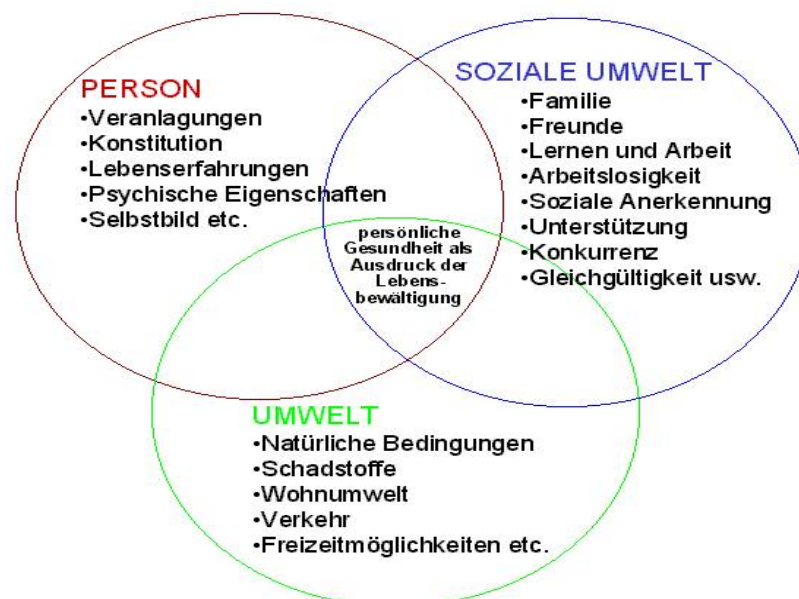 PERSON
•Veranlagungen
•Konstitution
•Lebenserfahrungen
•Psychische Eigenschaften
•Selbstbild etc.
SOZIALE UMWELT
•Familie
•Freunde
•Lernen und Arbeit
•Arbeitslosigkeit
•Soziale Anerkennung
•Unterstützung
•Konkurrenz
•Gleichgültigkeit usw.
persönliche
Gesundheit als
Ausdruck der
Lebens-
bewältigung
UMWELT
•Natürliche Bedingungen
•Schadstoffe
•Wohnumwelt
•Verkehr
•Freizeitmöglichkeiten etc.